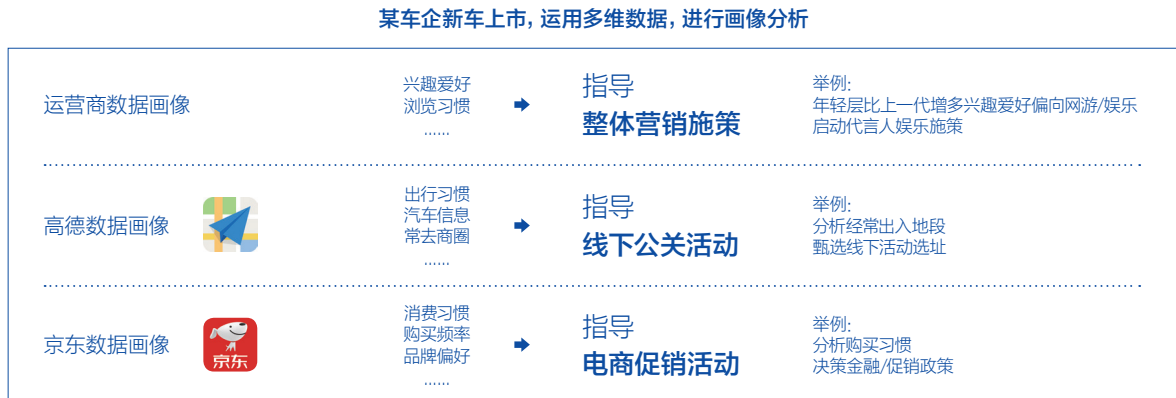 某车企新车上市，运用多维数据，进行画像分析
运营商数据画像
兴趣爱好
浏览习惯
……
指导
整体营销施策
举例：
年轻层比上一代增多兴趣爱好偏向网游/娱乐
启动代言人娱乐施策
高德数据画像
出行习惯
汽车信息
常去商圈
……
指导
线下公关活动
举例：
分析经常出入地段
甄选线下活动选址
京东数据画像
京东
消费习惯
购买频率
品牌偏好
……
指导
电商促销活动
举例：
分析购买习惯
决策金融/促销政策